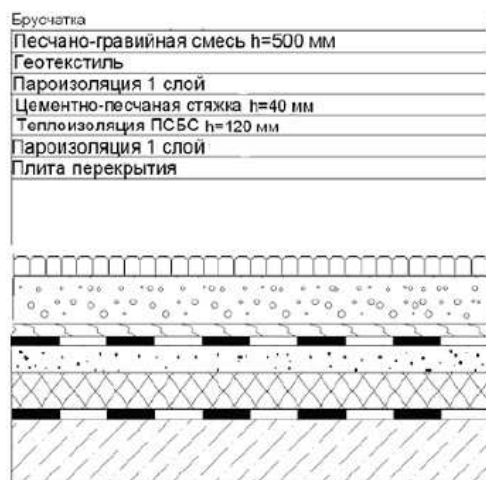 Брусчатка
Песчано-гравийная смесь h=500 мм
Геотекстиль
Пароизоляция 1 слой
Цементно-песчаная стяжка h=40 мм
Теплоизоляция ПСБС h=120 мм
Пароизоляция 1 слой
Плита перекрытия